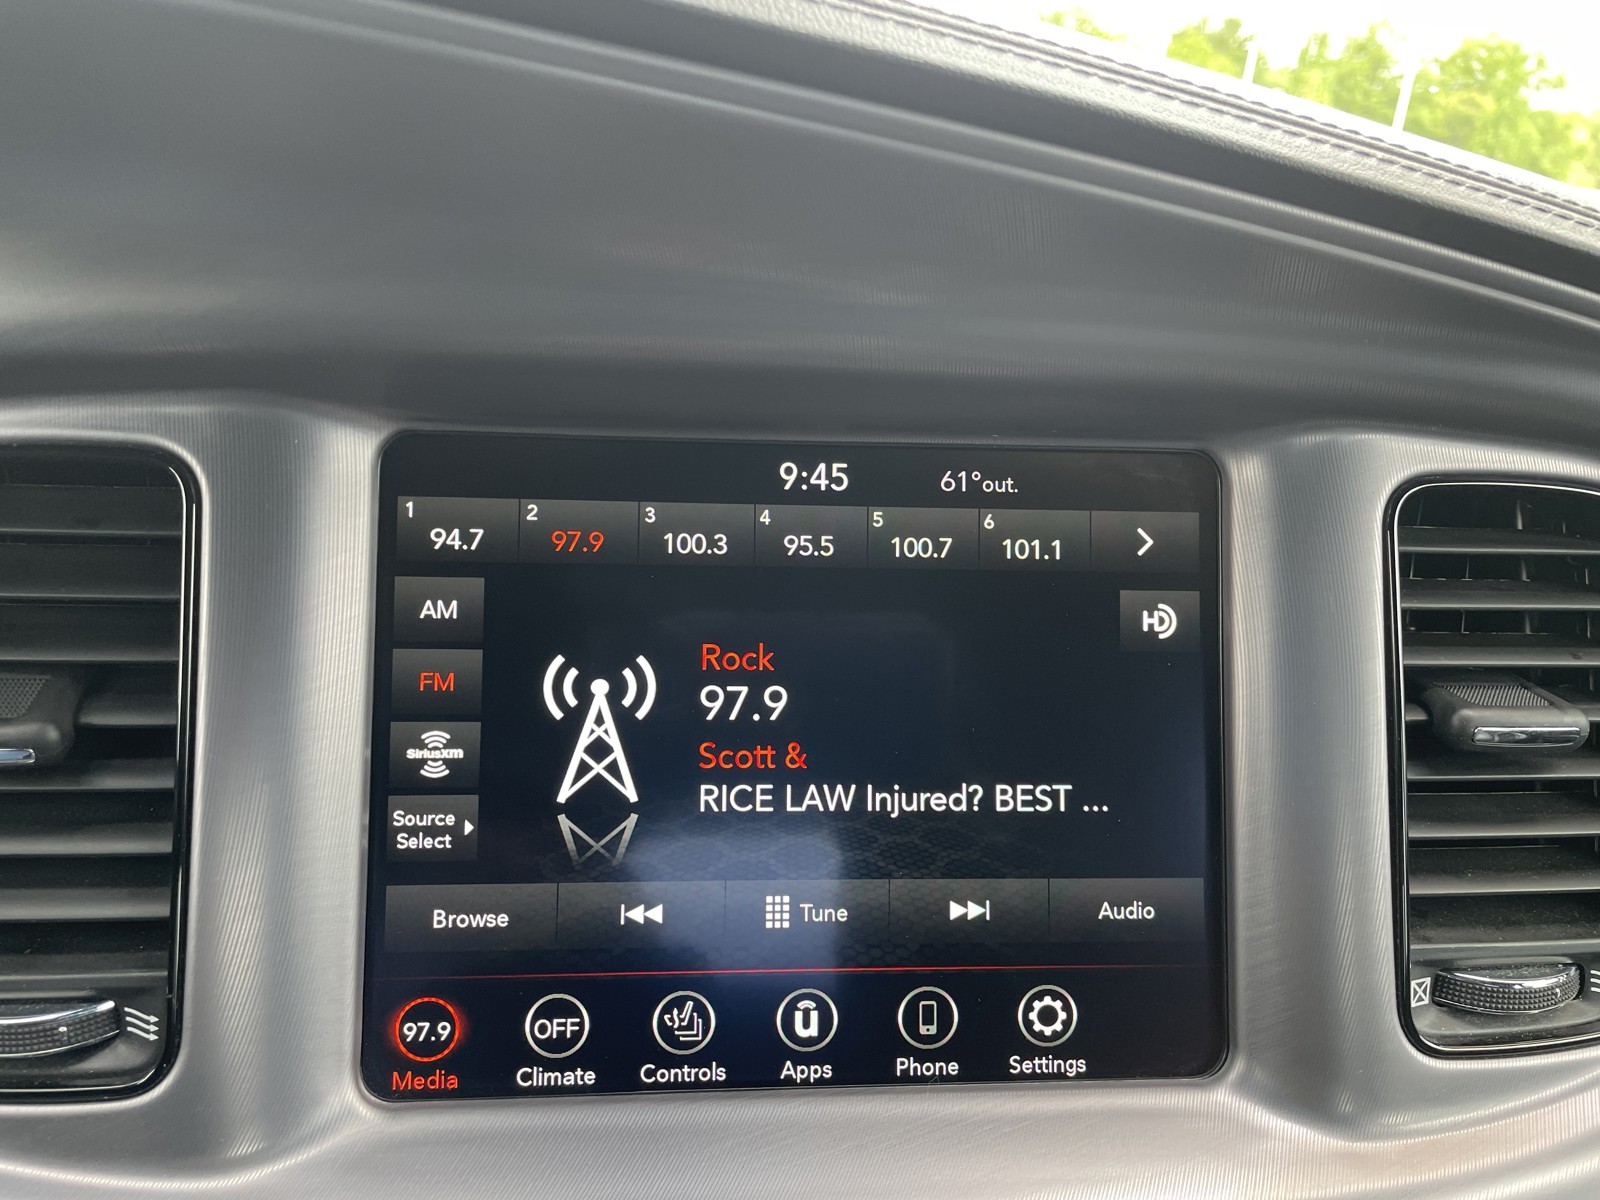 9:45 61°out.
1 94.7 2 97.9 3 100.3 4 95.5 5 100.7 6 101.1
AM
HD
FM
SiriusXM
Source
Select
Rock
97.9
Scott &
RICE LAW Injured? BEST ...
Browse Tune Audio
97.9 OFF
Media Climate Controls Apps Phone Settings